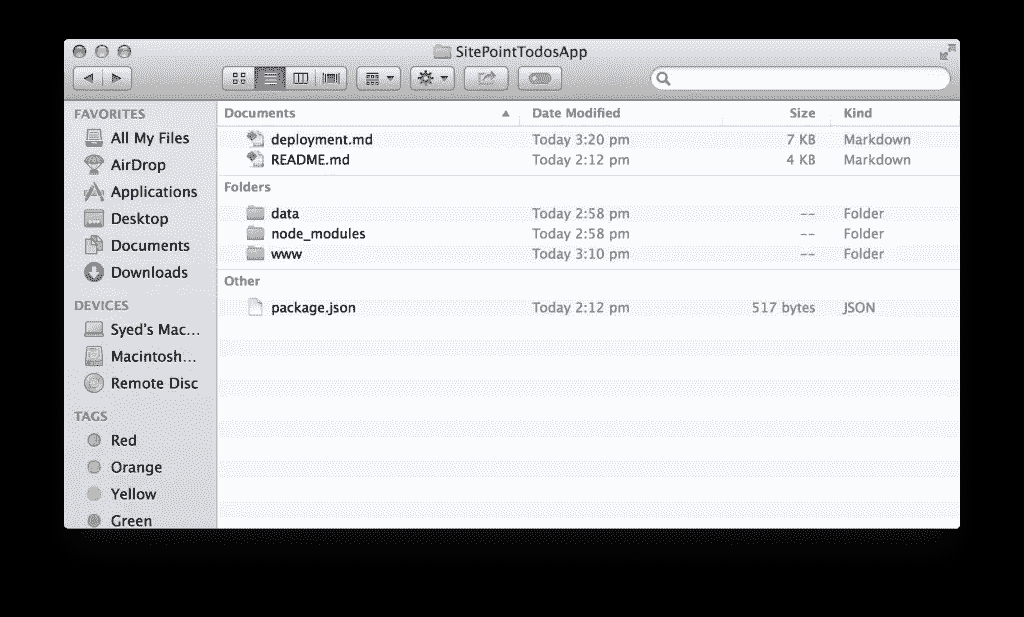 SitePointTodosApp
FAVORITES
All My Files
AirDrop
Applications
Desktop
Documents
Downloads
DEVICES
Syed's Mac...
Macintosh...
Remote Disc
TAGS
Red
Orange
Yellow
Green
Documents Date Modified Size Kind
deployment.md Today 3:20 pm 7 KB Markdown
README.md Today 2:12 pm 4 KB Markdown
Folders
data Today 2:58 pm -- Folder
node_modules Today 2:58 pm -- Folder
www Today 3:10 pm -- Folder
Other
package.json Today 2:12 pm 517 bytes JSON